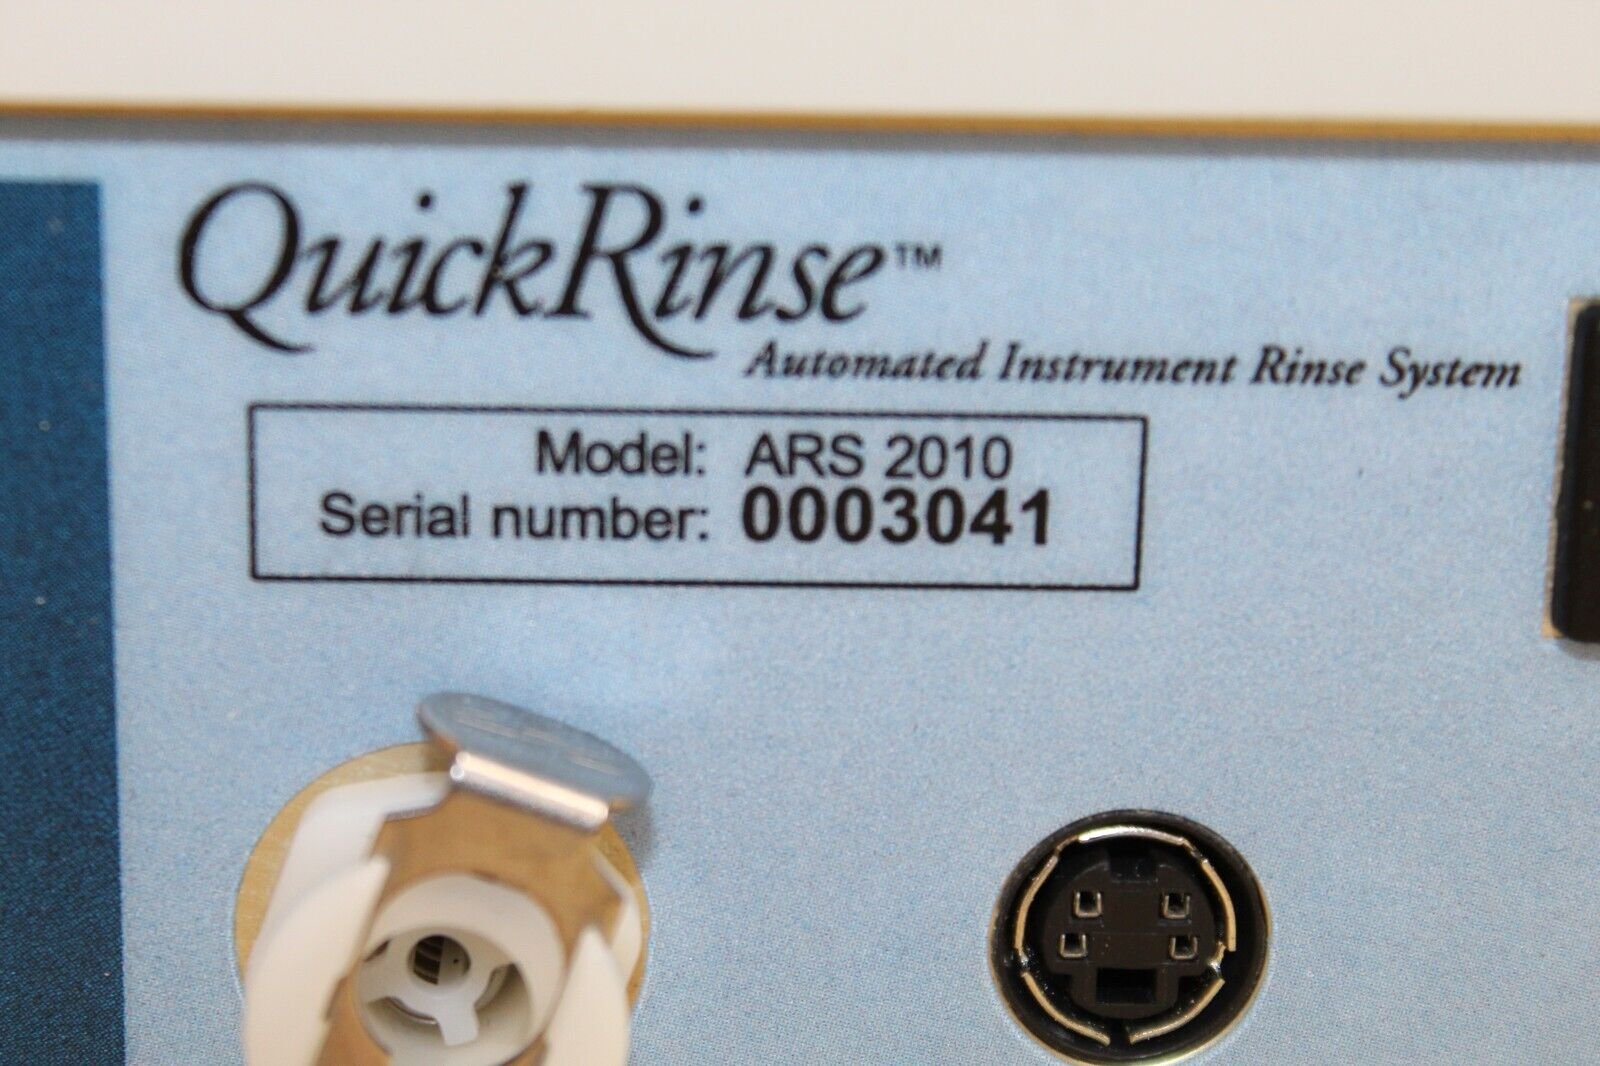 QuickRinse™
Automated Instrument Rinse System
Model: ARS 2010
Serial number: 0003041